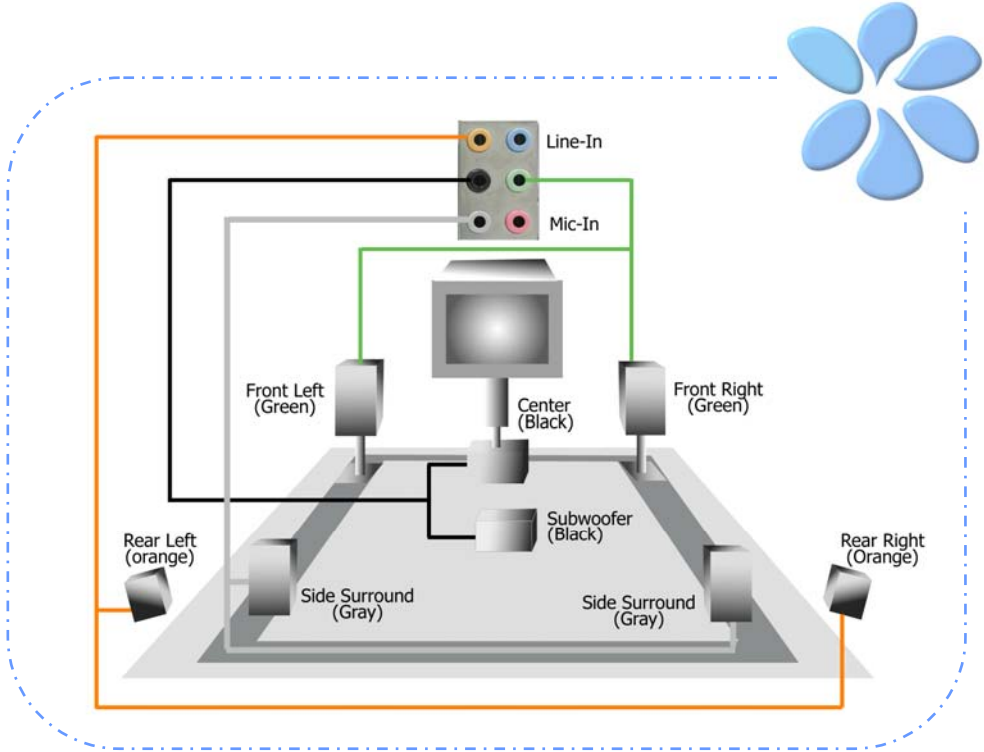 Line-In
Mic-In
Front Left
(Green)
Center
(Black)
Front Right
(Green)
Subwoofer
(Black)
Rear Left
(orange)
Rear Right
(Orange)
Side Surround
(Gray)
Side Surround
(Gray)